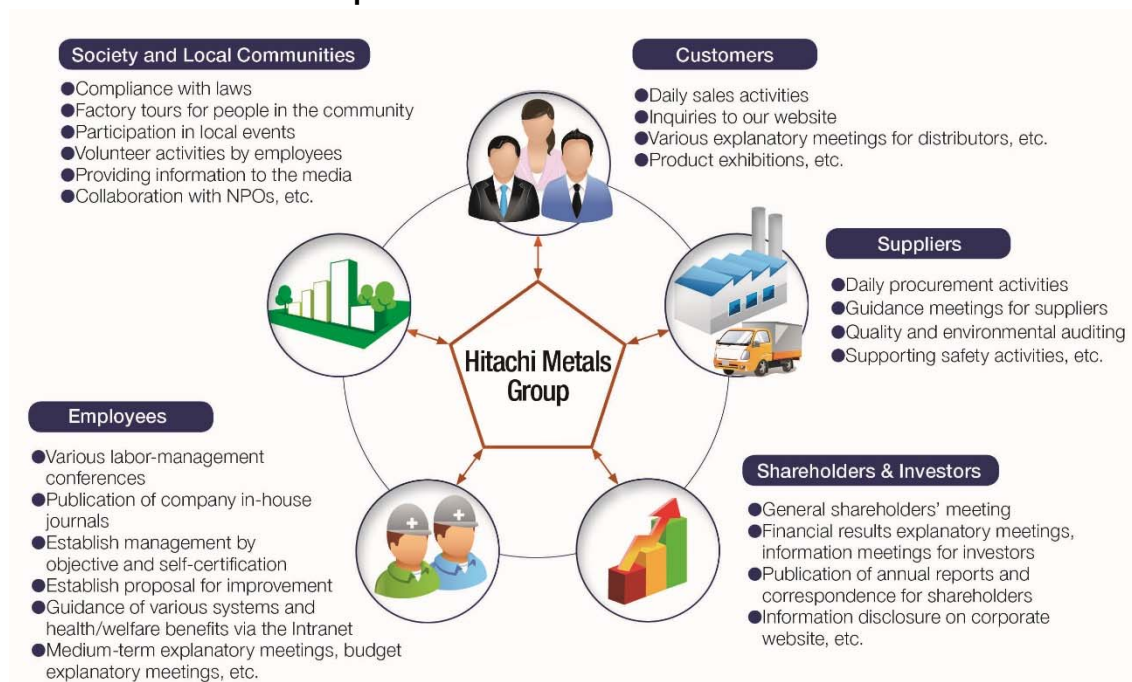 Society and Local Communities
●Compliance with laws
●Factory tours for people in the community
●Participation in local events
●Volunteer activities by employees
●Providing information to the media
●Collaboration with NPOs, etc.
Customers
●Daily sales activities
●Inquiries to our website
●Various explanatory meetings for distributors, etc.
●Product exhibitions, etc.
Suppliers
●Daily procurement activities
●Guidance meetings for suppliers
●Quality and environmental auditing
●Supporting safety activities, etc.
Hitachi Metals
Group
Employees
●Various labor-management
conferences
●Publication of company in-house
journals
●Establish management by
objective and self-certification
●Establish proposal for improvement
●Guidance of various systems and
health/welfare benefits via the Intranet
●Medium-term explanatory meetings, budget
explanatory meetings, etc.
Shareholders & Investors
●General shareholders' meeting
●Financial results explanatory meetings,
information meetings for investors
●Publication of annual reports and
correspondence for shareholders
●Information disclosure on corporate
website, etc.